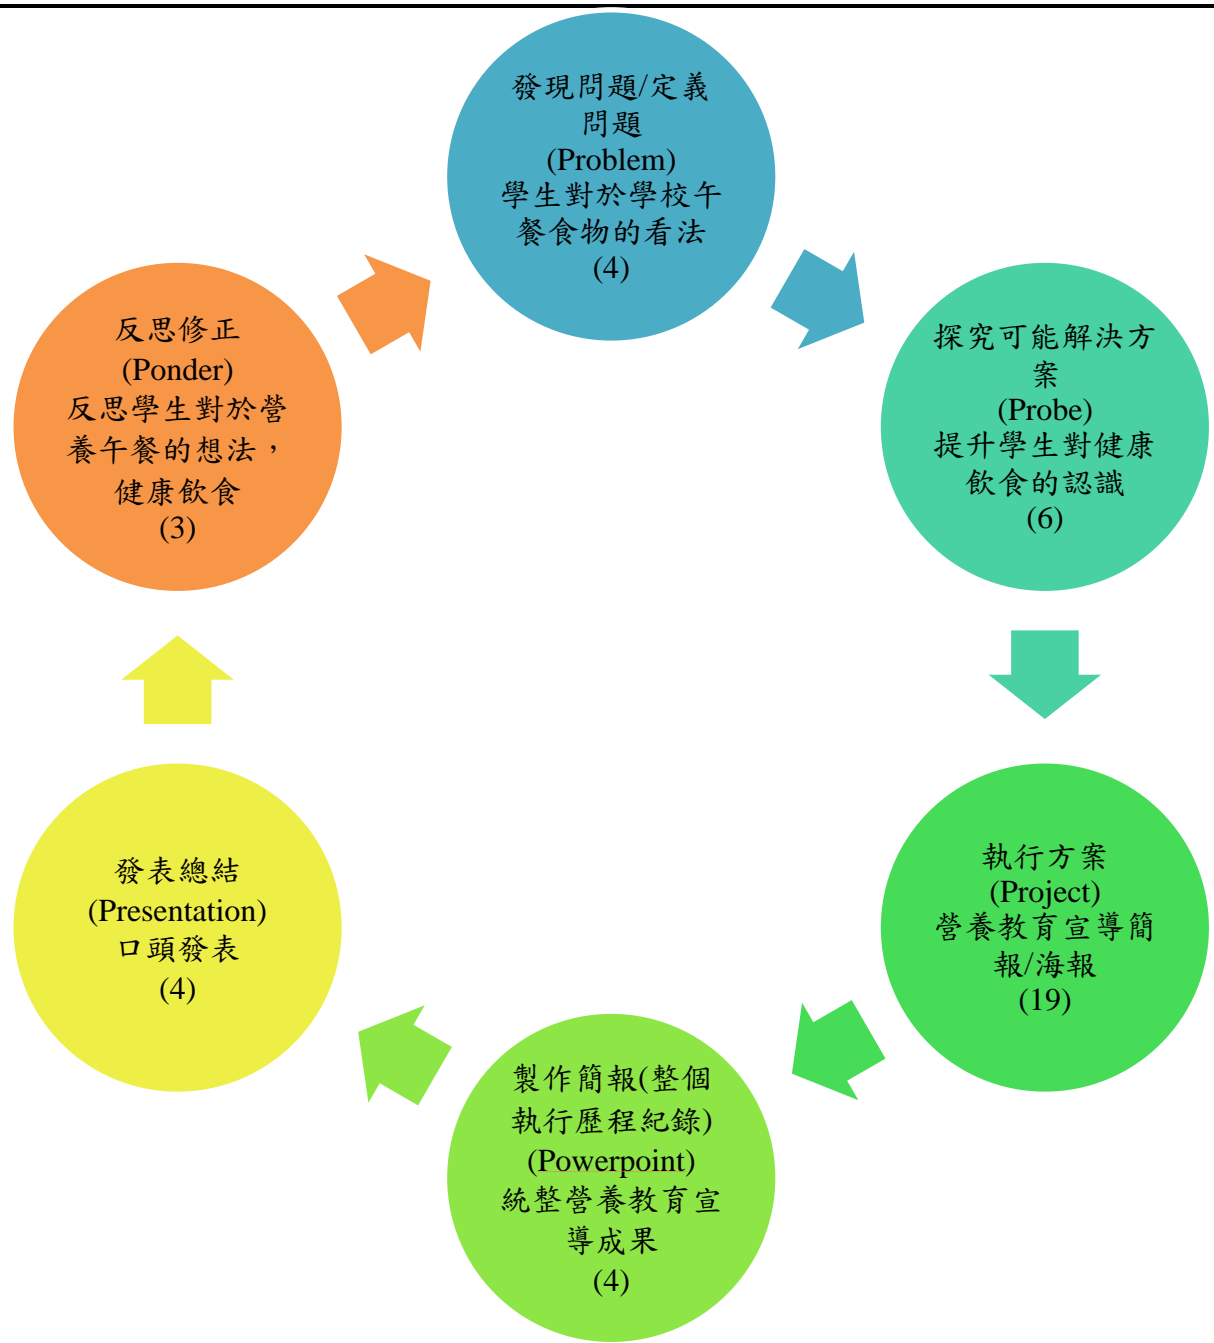 發現問題/定義
問題
(Problem)
學生對於學校午
餐食物的看法
(4)
探究可能解決方
案
(Probe)
提升學生對健康
飲食的認識
(6)
執行方案
(Project)
營養教育宣導簡
報/海報
(19)
製作簡報(整個
執行歷程紀錄)
(Powerpoint)
統整營養教育宣
導成果
(4)
發表總結
(Presentation)
口頭發表
(4)
反思修正
(Ponder)
反思學生對於營
養午餐的想法，
健康飲食
(3)